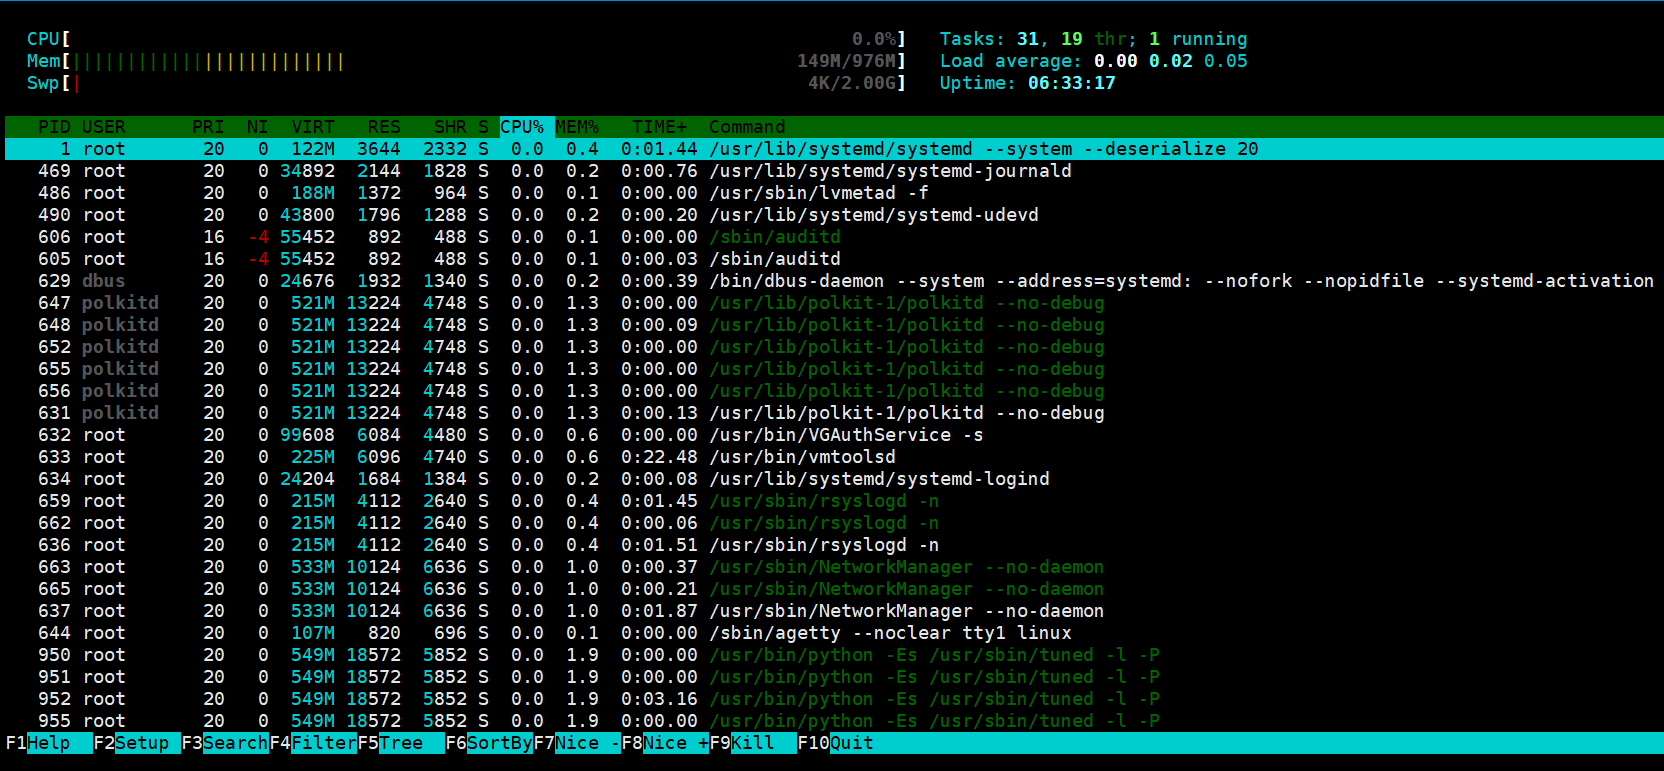 CPU[ 0.0%] Tasks: 31, 19 thr; 1 running
Mem[||||||||||||||||||||||||| 149M/976M] Load average: 0.00 0.02 0.05
Swp[| 4K/2.00G] Uptime: 06:33:17
PID USER PRI NI VIRT RES SHR S CPU% MEM% TIME+ Command
1 root 20 0 122M 3644 2332 S 0.0 0.4 0:01.44 /usr/lib/systemd/systemd --system --deserialize 20
469 root 20 0 34892 2144 1828 S 0.0 0.2 0:00.76 /usr/lib/systemd/systemd-journald
486 root 20 0 188M 1372 964 S 0.0 0.1 0:00.00 /usr/sbin/lvmetad -f
490 root 20 0 43800 1796 1288 S 0.0 0.2 0:00.20 /usr/lib/systemd/systemd-udevd
606 root 16 -4 55452 892 488 S 0.0 0.1 0:00.00 /sbin/auditd
605 root 16 -4 55452 892 488 S 0.0 0.1 0:00.03 /sbin/auditd
629 dbus 20 0 24676 1932 1340 S 0.0 0.2 0:00.39 /bin/dbus-daemon --system --address=systemd: --nofork --nopidfile --systemd-activation
647 polkitd 20 0 521M 13224 4748 S 0.0 1.3 0:00.00 /usr/lib/polkit-1/polkitd --no-debug
648 polkitd 20 0 521M 13224 4748 S 0.0 1.3 0:00.09 /usr/lib/polkit-1/polkitd --no-debug
652 polkitd 20 0 521M 13224 4748 S 0.0 1.3 0:00.00 /usr/lib/polkit-1/polkitd --no-debug
655 polkitd 20 0 521M 13224 4748 S 0.0 1.3 0:00.00 /usr/lib/polkit-1/polkitd --no-debug
656 polkitd 20 0 521M 13224 4748 S 0.0 1.3 0:00.00 /usr/lib/polkit-1/polkitd --no-debug
631 polkitd 20 0 521M 13224 4748 S 0.0 1.3 0:00.13 /usr/lib/polkit-1/polkitd --no-debug
632 root 20 0 99608 6084 4480 S 0.0 0.6 0:00.00 /usr/bin/VGAuthService -s
633 root 20 0 225M 6096 4740 S 0.0 0.6 0:22.48 /usr/bin/vmtoolsd
634 root 20 0 24204 1684 1384 S 0.0 0.2 0:00.08 /usr/lib/systemd/systemd-logind
659 root 20 0 215M 4112 2640 S 0.0 0.4 0:01.45 /usr/sbin/rsyslogd -n
662 root 20 0 215M 4112 2640 S 0.0 0.4 0:00.06 /usr/sbin/rsyslogd -n
636 root 20 0 215M 4112 2640 S 0.0 0.4 0:01.51 /usr/sbin/rsyslogd -n
663 root 20 0 533M 10124 6636 S 0.0 1.0 0:00.37 /usr/sbin/NetworkManager --no-daemon
665 root 20 0 533M 10124 6636 S 0.0 1.0 0:00.21 /usr/sbin/NetworkManager --no-daemon
637 root 20 0 533M 10124 6636 S 0.0 1.0 0:01.87 /usr/sbin/NetworkManager --no-daemon
644 root 20 0 107M 820 696 S 0.0 0.1 0:00.00 /sbin/agetty --noclear tty1 linux
950 root 20 0 549M 18572 5852 S 0.0 1.9 0:00.00 /usr/bin/python -Es /usr/sbin/tuned -l -P
951 root 20 0 549M 18572 5852 S 0.0 1.9 0:00.00 /usr/bin/python -Es /usr/sbin/tuned -l -P
952 root 20 0 549M 18572 5852 S 0.0 1.9 0:03.16 /usr/bin/python -Es /usr/sbin/tuned -l -P
955 root 20 0 549M 18572 5852 S 0.0 1.9 0:00.00 /usr/bin/python -Es /usr/sbin/tuned -l -P
F1Help F2Setup F3SearchF4FilterF5Tree F6SortByF7Nice -F8Nice +F9Kill F10Quit